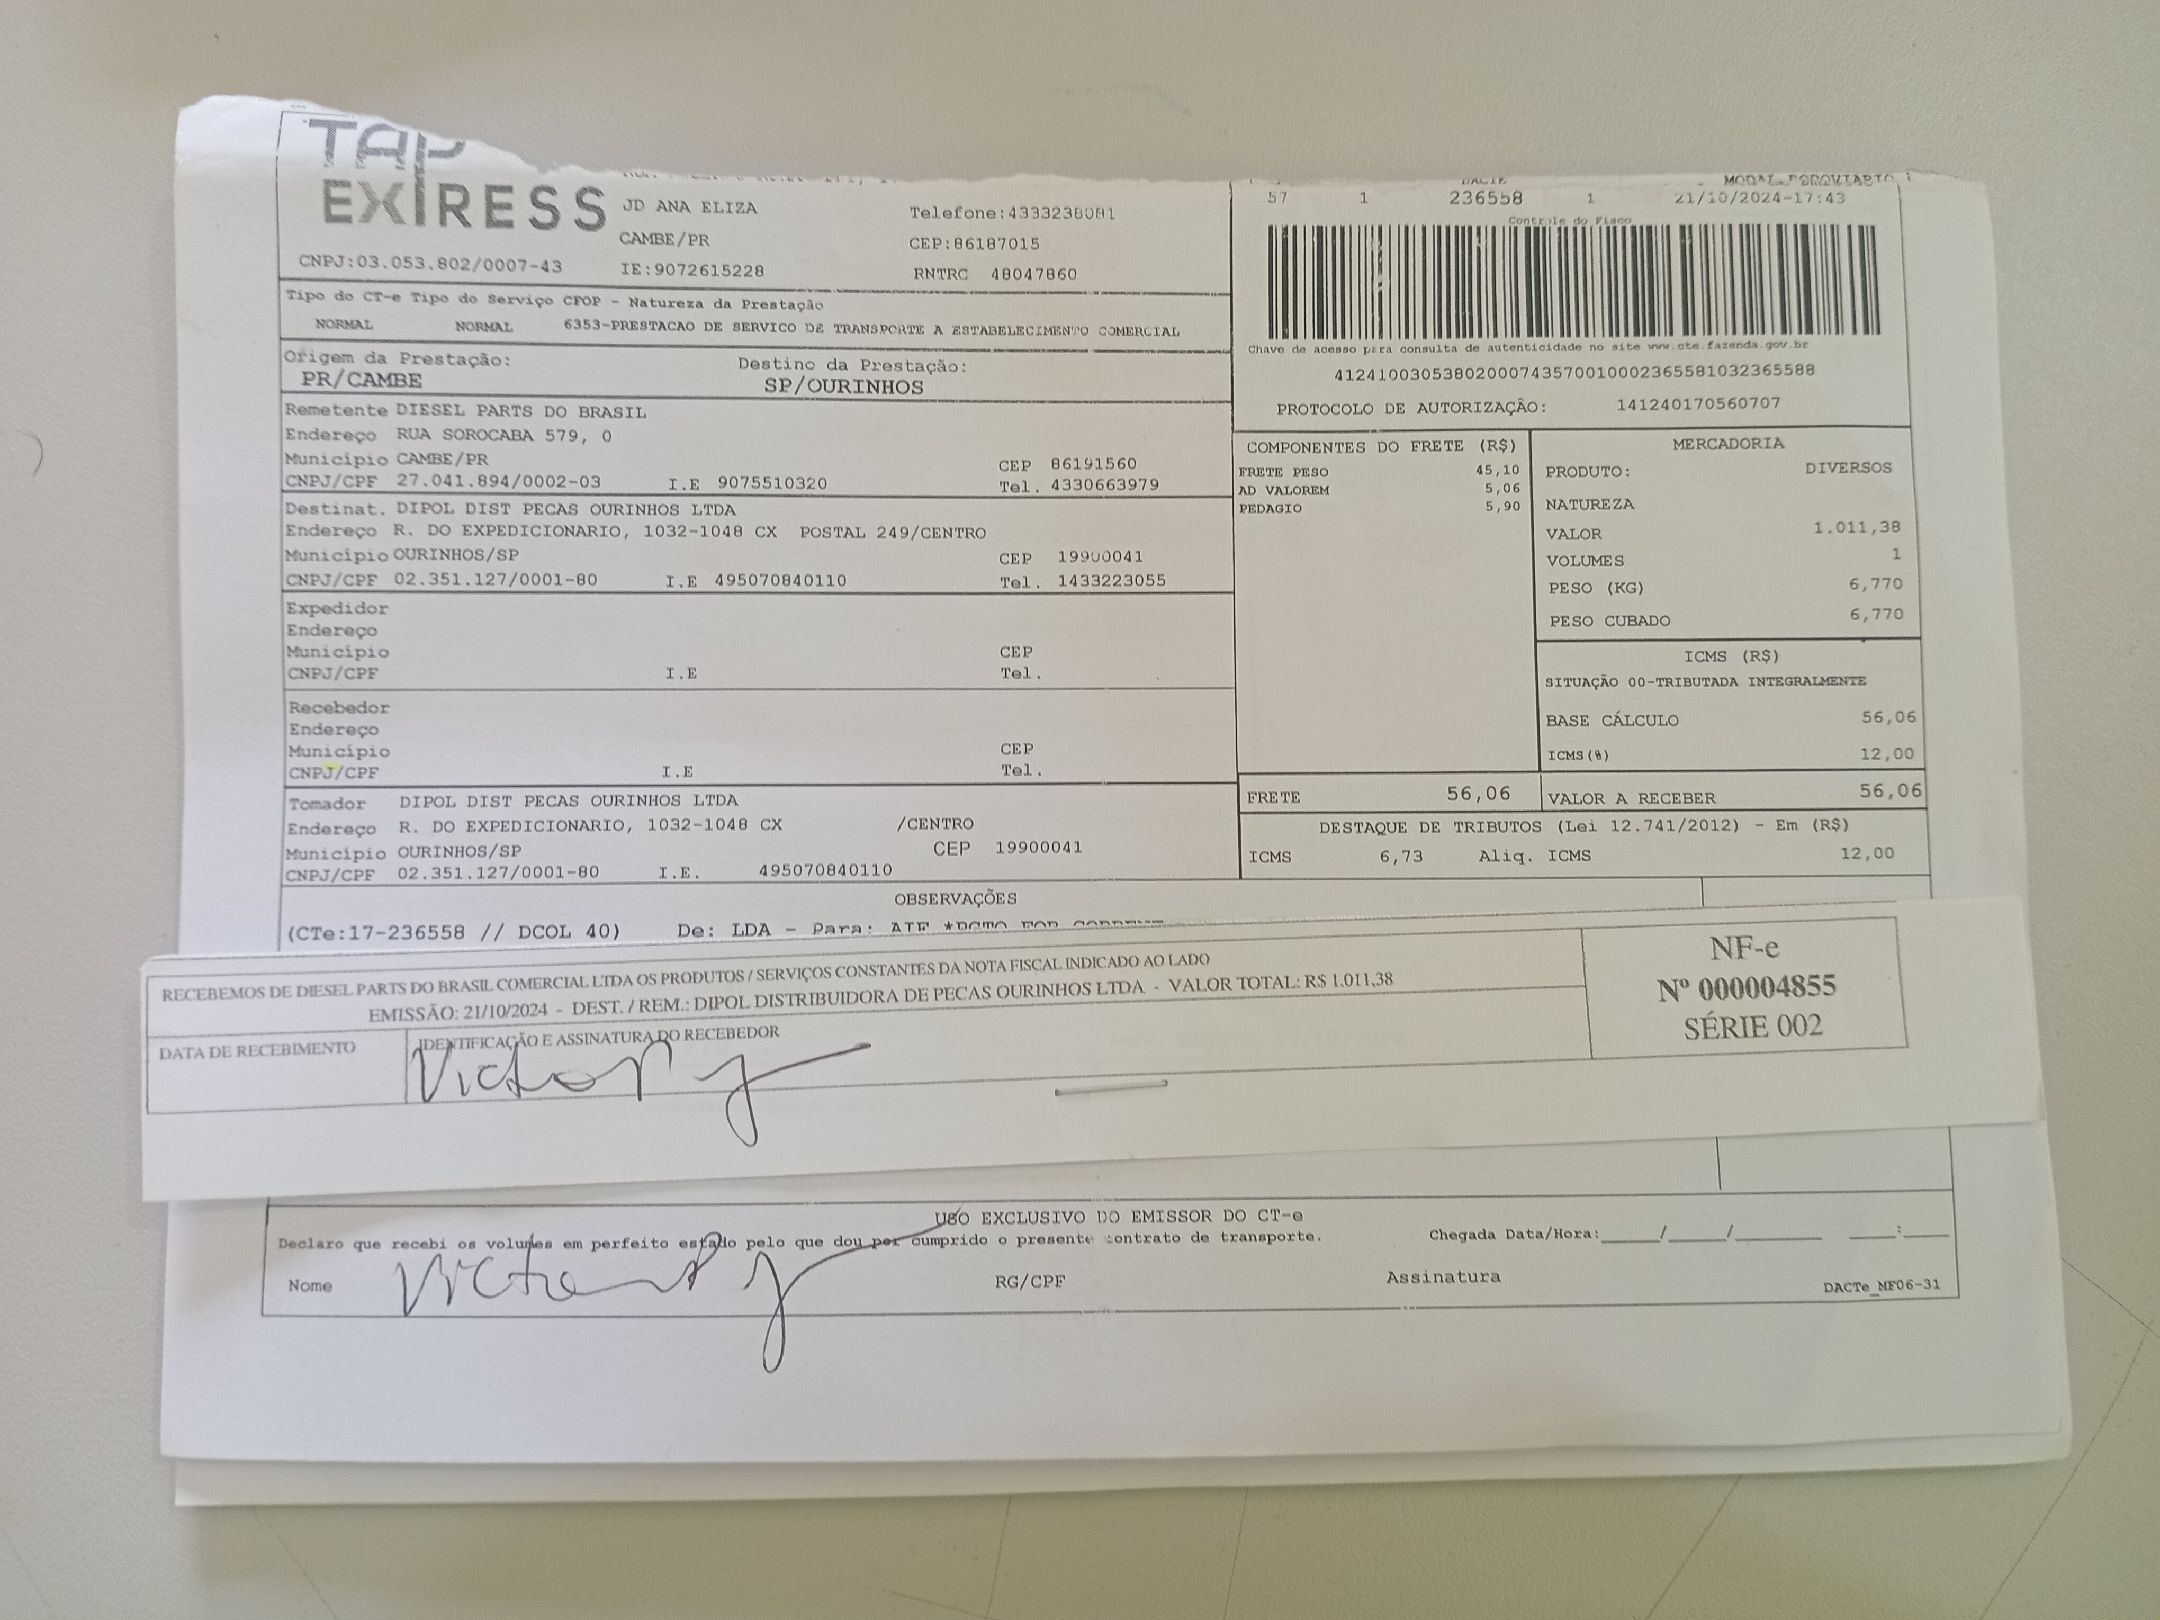 TAP
EXPRESS
JD ANA ELIZA
Telefone:4333238081
CAMBE/PR
CEP:86187015
CNPJ:03.053.802/0007-43
IE:9072615228
RNTRC 48047860
Tipo do CT-e Tipo do Serviço CFOP - Natureza da Prestação
NORMAL NORMAL 6353-PRESTACAO DE SERVICO DE TRANSPORTE A ESTABELECIMENTO COMERCIAL
Origem da Prestação: Destino da Prestação:
PR/CAMBE SP/OURINHOS
57 1 236558 1 21/10/2024-17:43
Controle do Fisco
Chave de acesso para consulta de autenticidade no site www.cte.fazenda.gov.br
41241003053802000743570010002365581032365588
PROTOCOLO DE AUTORIZAÇÃO: 141240170560707
Remetente DIESEL PARTS DO BRASIL
Endereço RUA SOROCABA 579, 0
Município CAMBE/PR CEP 86191560
CNPJ/CPF 27.041.894/0002-03 I.E 9075510320 Tel. 4330663979
Destinat. DIPOL DIST PECAS OURINHOS LTDA
Endereço R. DO EXPEDICIONARIO, 1032-1048 CX POSTAL 249/CENTRO
Município OURINHOS/SP CEP 19900041
CNPJ/CPF 02.351.127/0001-80 I.E 495070840110 Tel. 1433223055
Expedidor
Endereço
Município CEP
CNPJ/CPF I.E Tel.
Recebedor
Endereço
Município CEP
CNPJ/CPF I.E Tel.
Tomador DIPOL DIST PECAS OURINHOS LTDA
Endereço R. DO EXPEDICIONARIO, 1032-1048 CX /CENTRO
Município OURINHOS/SP CEP 19900041
CNPJ/CPF 02.351.127/0001-80 I.E. 495070840110
COMPONENTES DO FRETE (R$)
FRETE PESO 45,10
AD VALOREM 5,06
PEDAGIO 5,90
MERCADORIA
PRODUTO: DIVERSOS
NATUREZA
VALOR 1.011,38
VOLUMES 1
PESO (KG) 6,770
PESO CUBADO 6,770
ICMS (R$)
SITUAÇÃO 00-TRIBUTADA INTEGRALMENTE
BASE CÁLCULO 56,06
ICMS(%) 12,00
FRETE 56,06 VALOR A RECEBER 56,06
DESTAQUE DE TRIBUTOS (Lei 12.741/2012) - Em (R$)
ICMS 6,73 Aliq. ICMS 12,00
OBSERVAÇÕES
(CTe:17-236558 // DCOL 40) De: LDA - Para:
RECEBEMOS DE DIESEL PARTS DO BRASIL COMERCIAL LTDA OS PRODUTOS / SERVIÇOS CONSTANTES DA NOTA FISCAL INDICADO AO LADO
EMISSÃO: 21/10/2024 - DEST. / REM.: DIPOL DISTRIBUIDORA DE PECAS OURINHOS LTDA - VALOR TOTAL: R$ 1.011,38
DATA DE RECEBIMENTO
IDENTIFICAÇÃO E ASSINATURA DO RECEBEDOR
Victor
NF-e
Nº 000004855
SÉRIE 002
USO EXCLUSIVO DO EMISSOR DO CT-e
Declaro que recebi os volumes em perfeito estado pelo que dou por cumprido o presente contrato de transporte. Chegada Data/Hora:____/____/______ ___:___
Nome Victor RG/CPF Assinatura DACTe_MF06-31